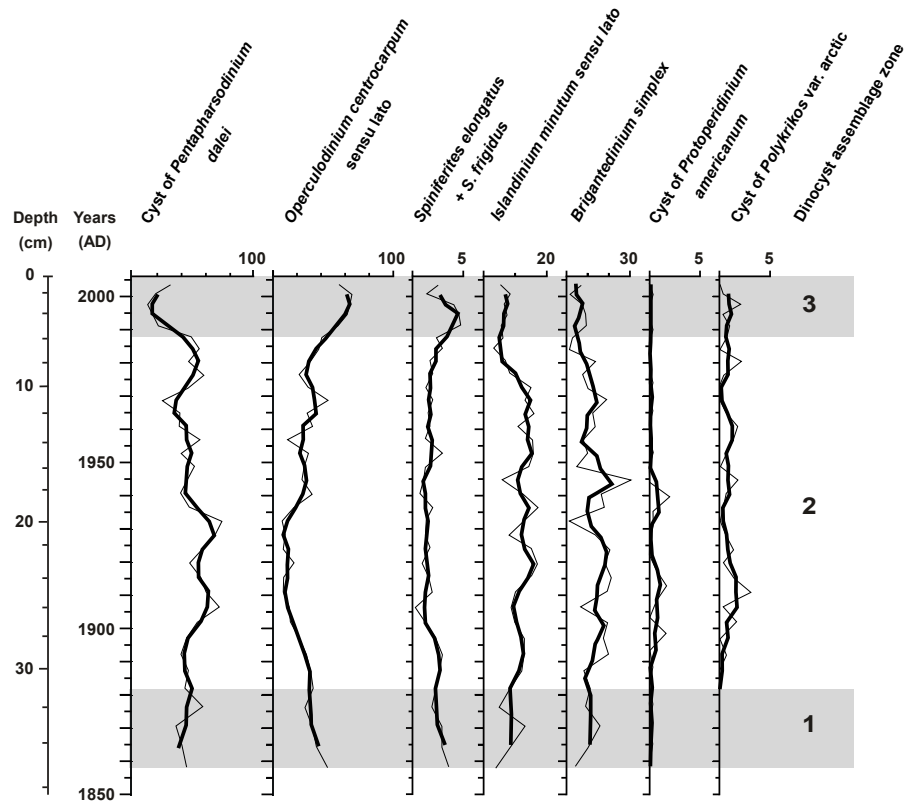 Cyst of Pentapharsodinium
dalei
Operculodinium centrocarpum
sensu lato
Spiniferites elongatus
+ S. frigidus
Islandinium minutum sensu lato
Brigantedinium simplex
Cyst of Protoperidinium
americanum
Cyst of Polykrikos var. arctic
Dinocyst assemblage zone
Depth
(cm)
Years
(AD)
100
100
5
20
30
5
5
0
2000
3
10
1950
20
2
1900
30
1
1850